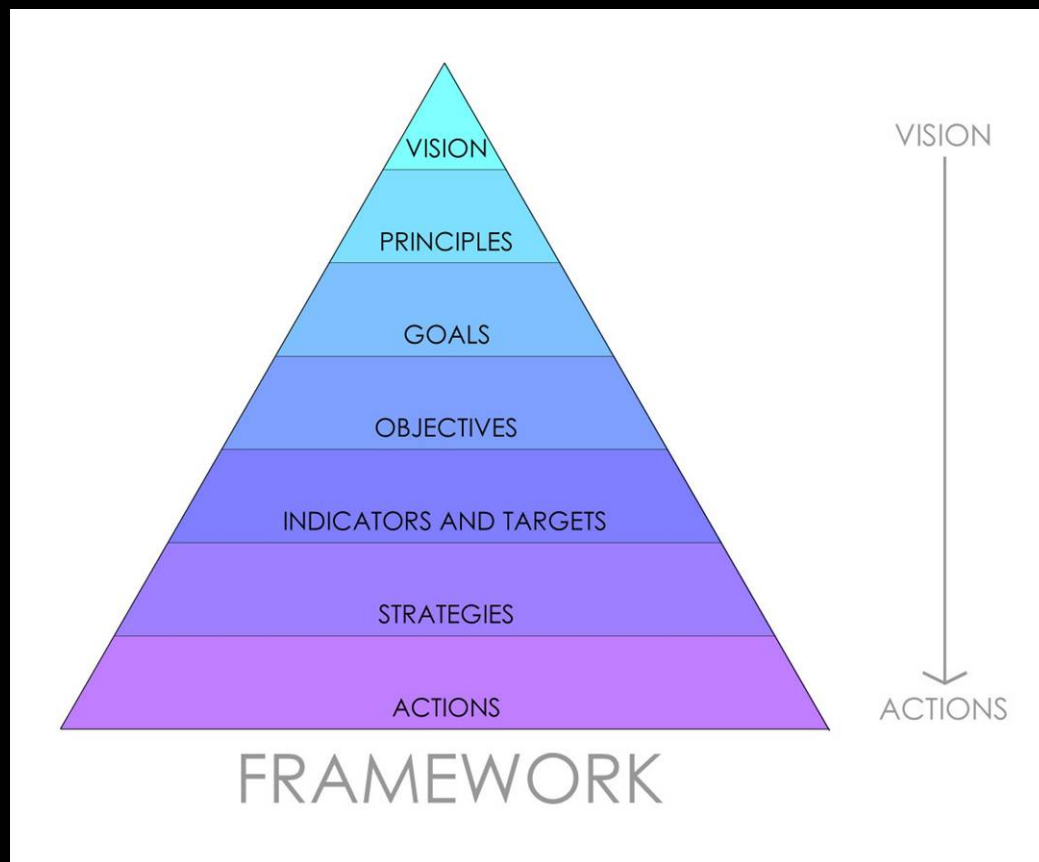 VISION
PRINCIPLES
GOALS
OBJECTIVES
INDICATORS AND TARGETS
STRATEGIES
ACTIONS
FRAMEWORK
VISION
ACTIONS